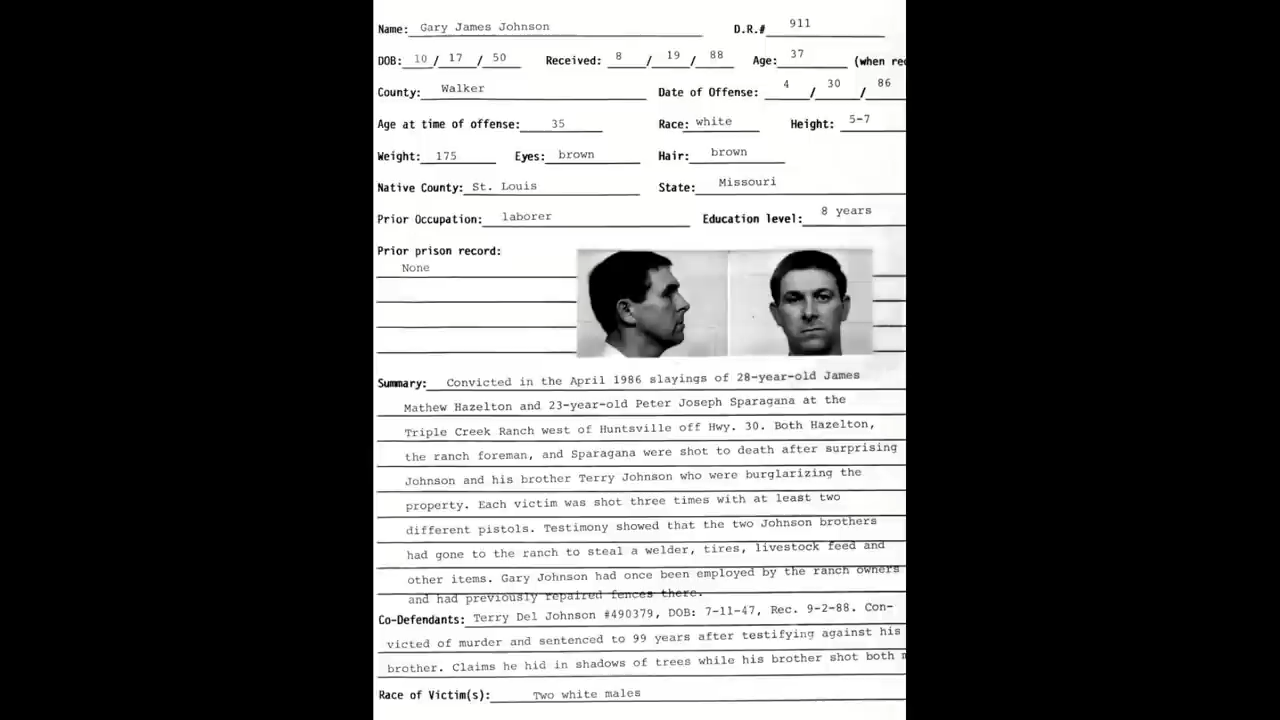 Name: Gary James Johnson D.R.# 911
DOB: 10 / 17 / 50 Received: 8 / 19 / 88 Age: 37 (when rec
County: Walker Date of Offense: 4 / 30 / 86
Age at time of offense: 35 Race: white Height: 5-7
Weight: 175 Eyes: brown Hair: brown
Native County: St. Louis State: Missouri
Prior Occupation: laborer Education level: 8 years
Prior prison record:
None
Summary: Convicted in the April 1986 slayings of 28-year-old James
Mathew Hazelton and 23-year-old Peter Joseph Sparagana at the
Triple Creek Ranch west of Huntsville off Hwy. 30. Both Hazelton,
the ranch foreman, and Sparagana were shot to death after surprising
Johnson and his brother Terry Johnson who were burglarizing the
property. Each victim was shot three times with at least two
different pistols. Testimony showed that the two Johnson brothers
had gone to the ranch to steal a welder, tires, livestock feed and
other items. Gary Johnson had once been employed by the ranch owners
and had previously repaired fences there.
Co-Defendants: Terry Del Johnson #490379, DOB: 7-11-47, Rec. 9-2-88. Con-
victed of murder and sentenced to 99 years after testifying against his
brother. Claims he hid in shadows of trees while his brother shot both
Race of Victim(s): Two white males